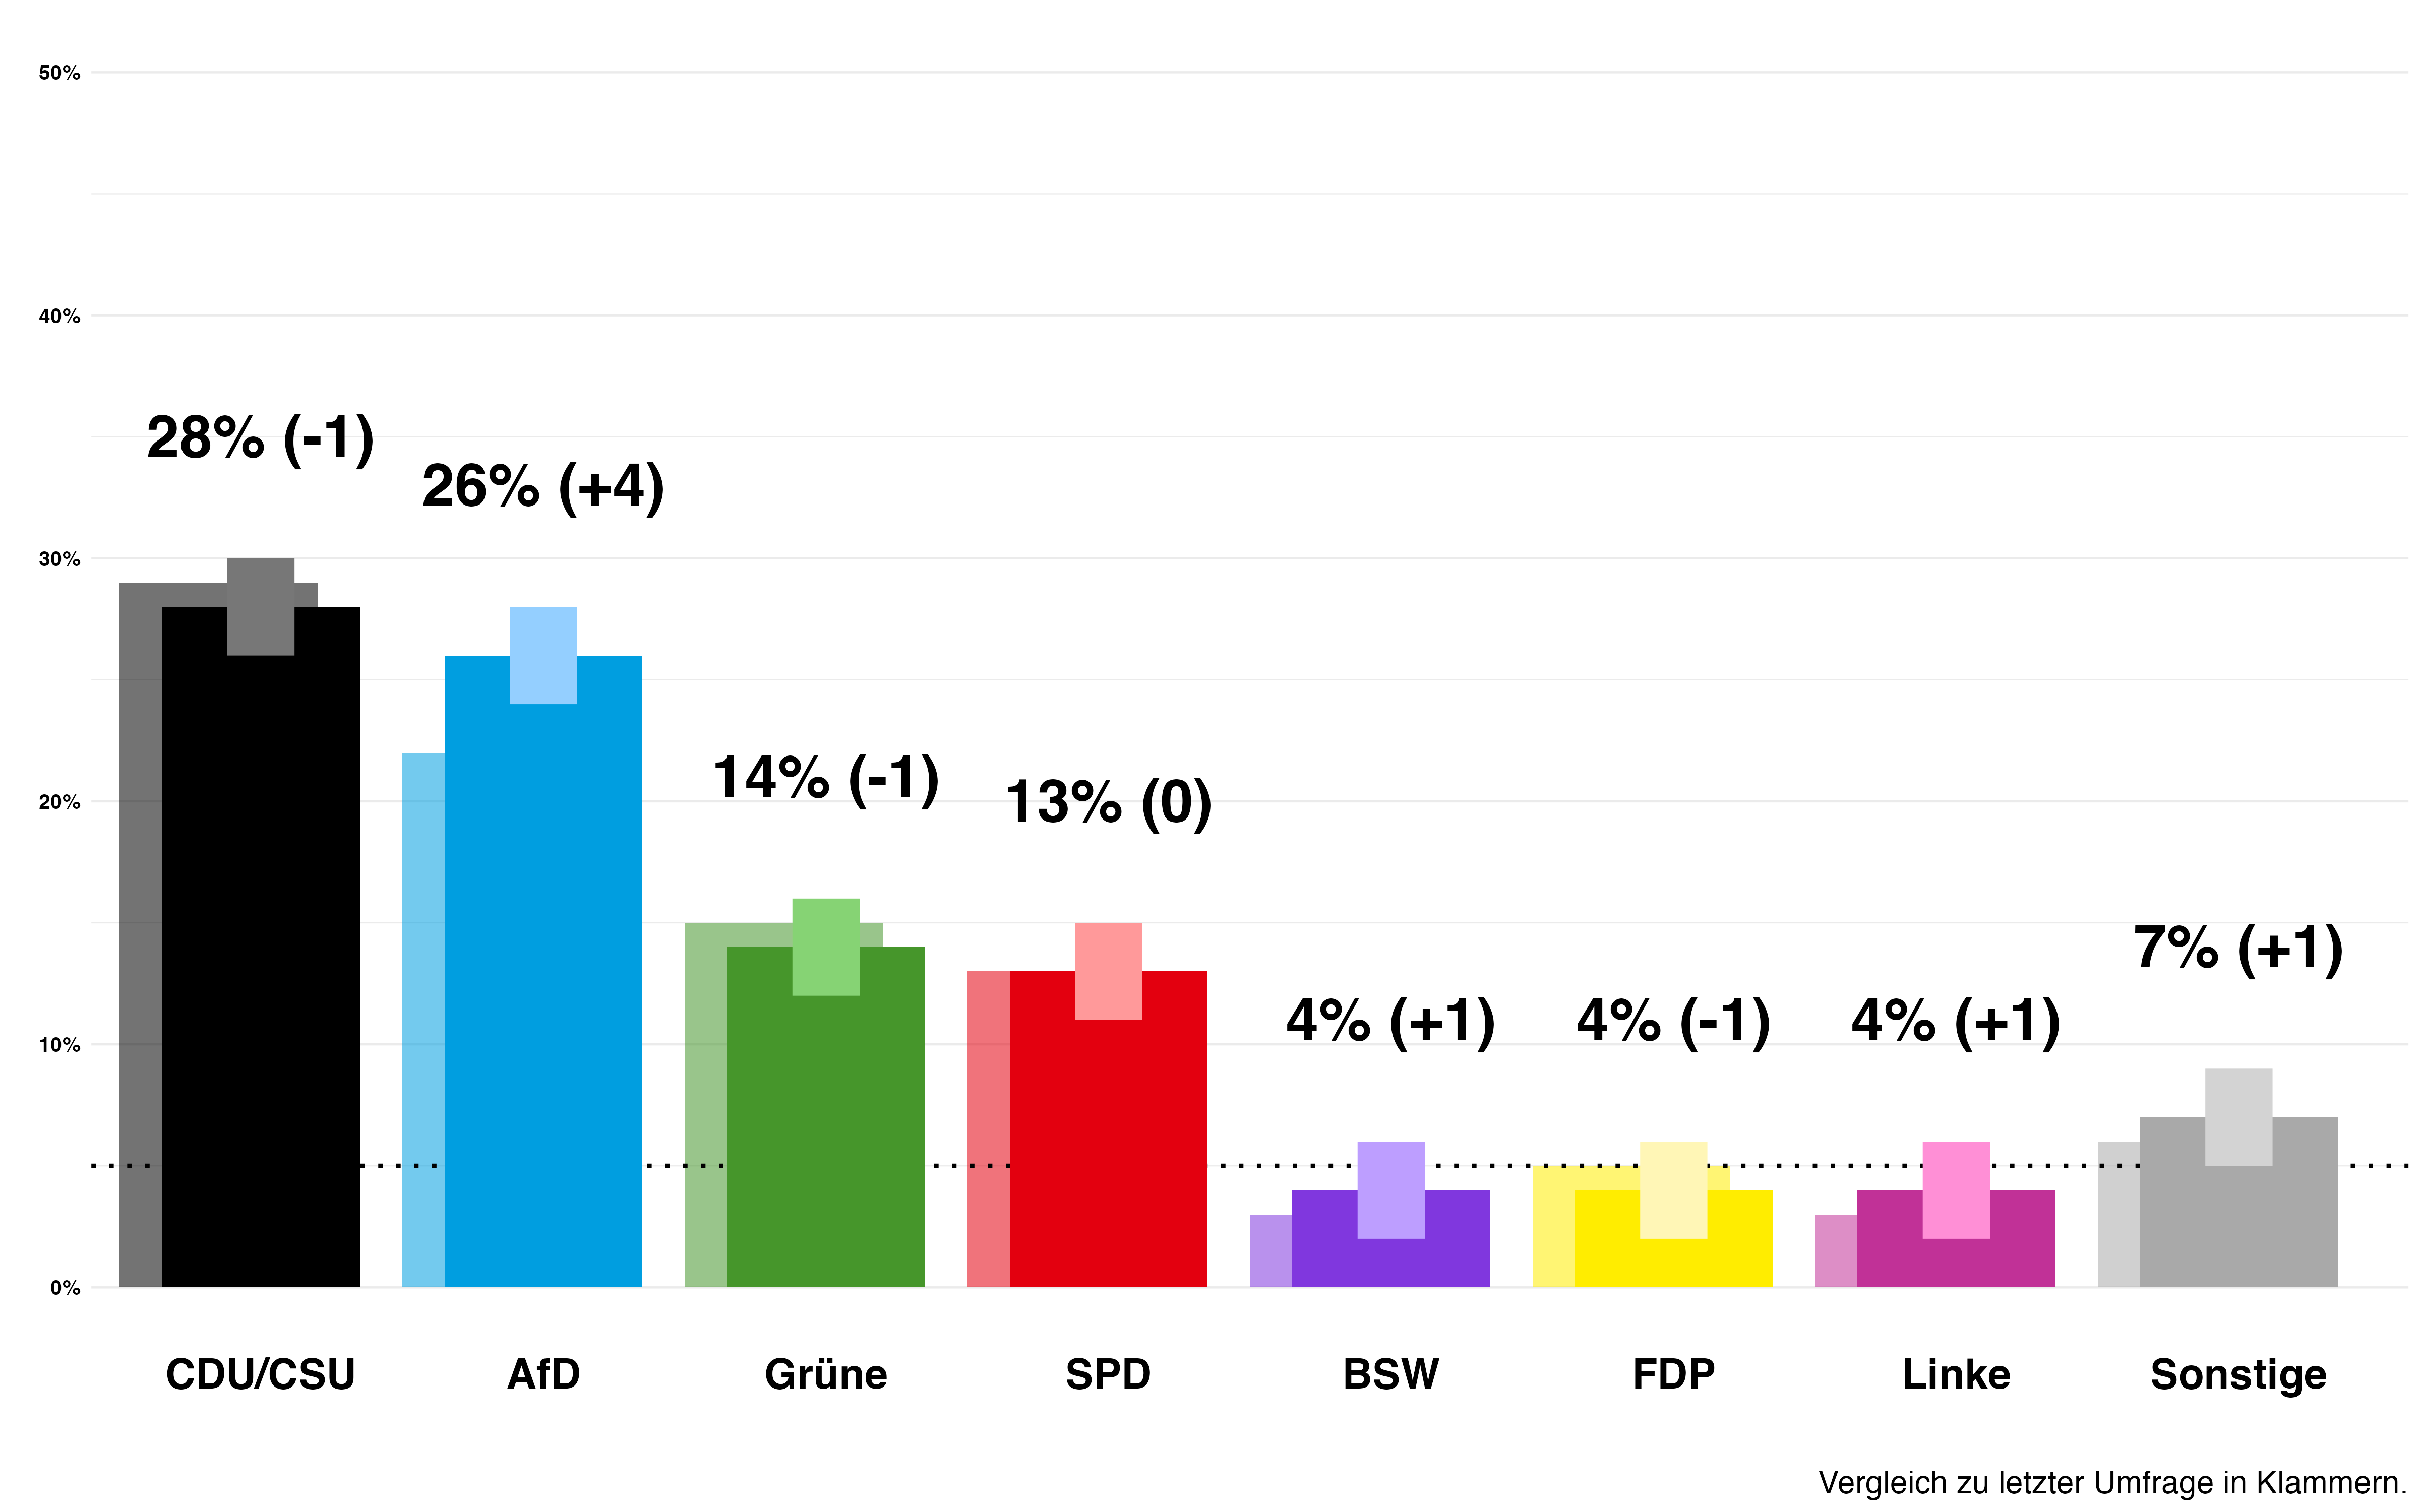 50%
40%
30%
20%
10%
0%
28% (-1)
26% (+4)
14% (-1)
13% (0)
4% (+1)
4% (-1)
4% (+1)
7% (+1)
CDU/CSU
AfD
Grüne
SPD
BSW
FDP
Linke
Sonstige
Vergleich zu letzter Umfrage in Klammern.